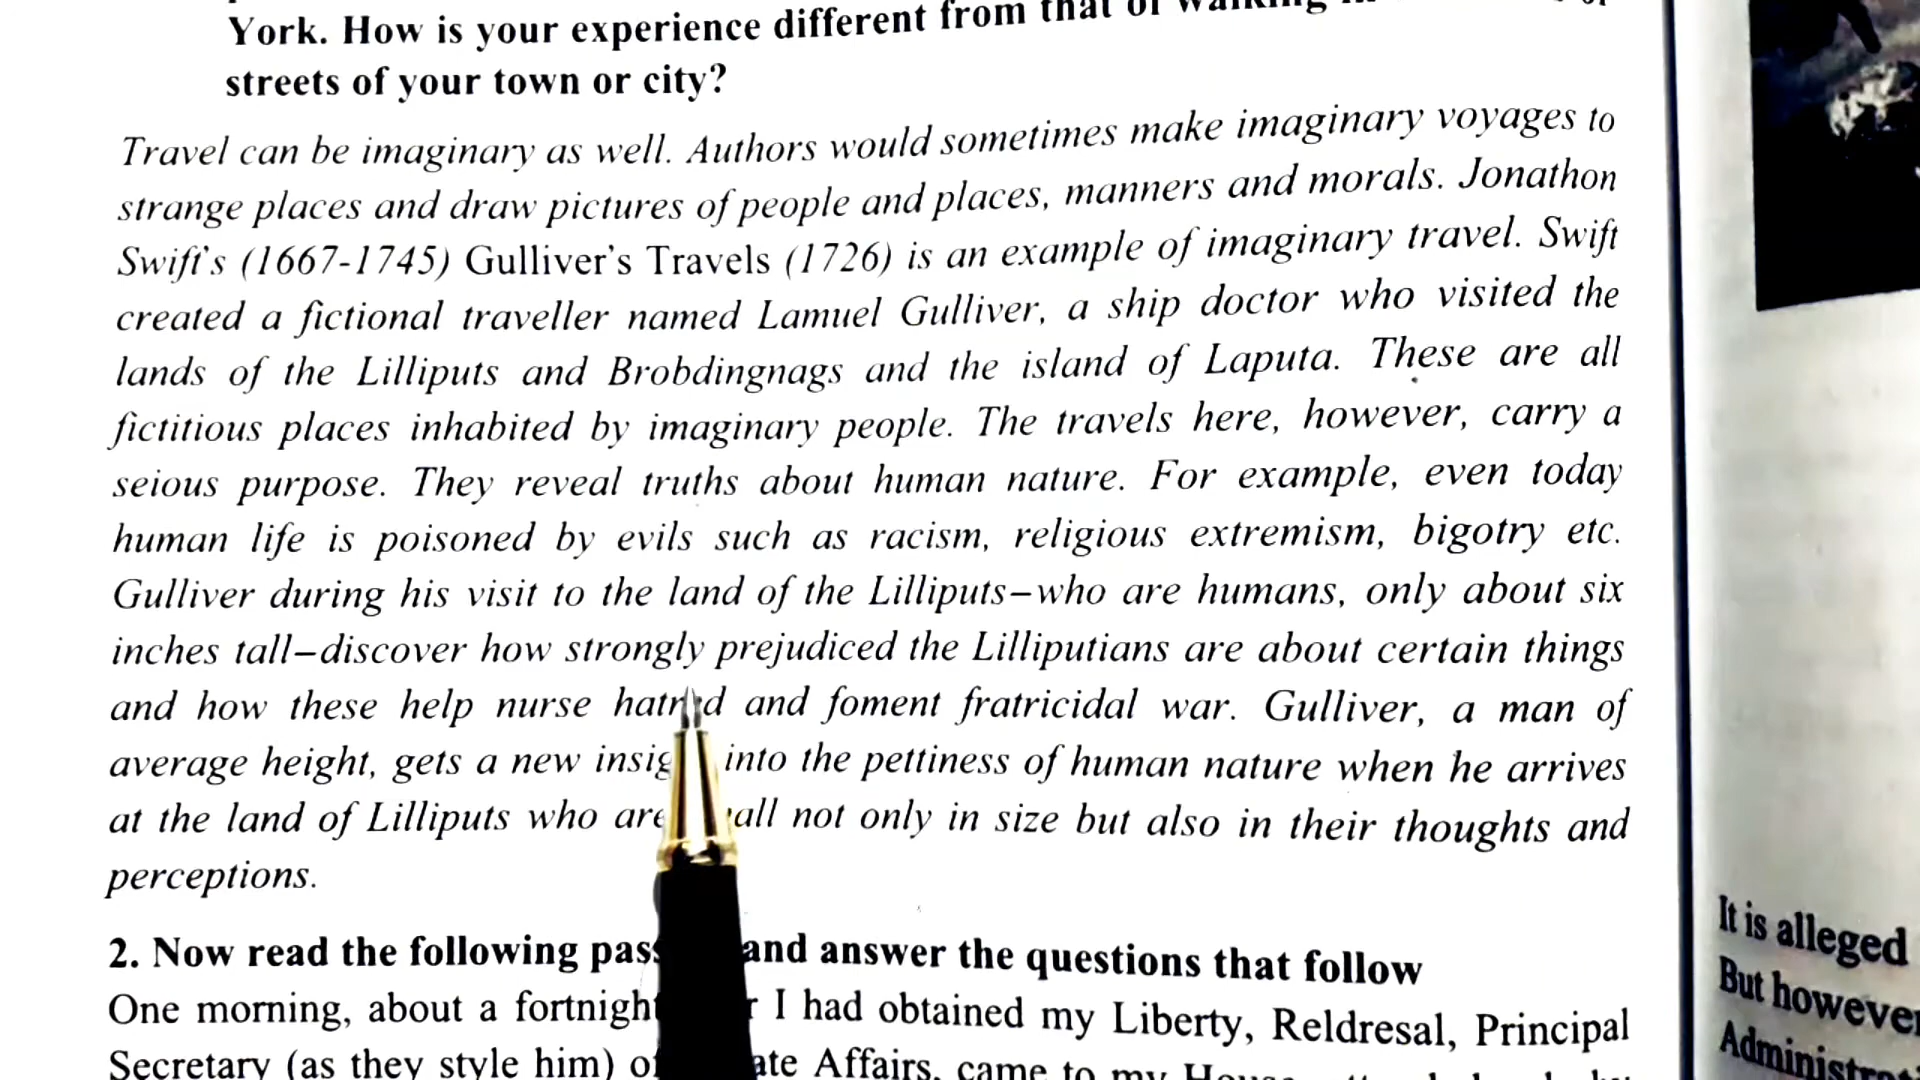 York. How is your experience different from that of walking in
streets of your town or city?
Travel can be imaginary as well. Authors would sometimes make imaginary voyages to
strange places and draw pictures of people and places, manners and morals. Jonathon
Swift's (1667-1745) Gulliver's Travels (1726) is an example of imaginary travel. Swift
created a fictional traveller named Lamuel Gulliver, a ship doctor who visited the
lands of the Lilliputs and Brobdingnags and the island of Laputa. These are all
fictitious places inhabited by imaginary people. The travels here, however, carry a
seious purpose. They reveal truths about human nature. For example, even today
human life is poisoned by evils such as racism, religious extremism, bigotry etc.
Gulliver during his visit to the land of the Lilliputs–who are humans, only about six
inches tall–discover how strongly prejudiced the Lilliputians are about certain things
and how these help nurse hatred and foment fratricidal war. Gulliver, a man of
average height, gets a new into the pettiness of human nature when he arrives
at the land of Lilliputs who are not only in size but also in their thoughts and
perceptions.
2. Now read the following and answer the questions that follow
One morning, about a fortnight I had obtained my Liberty, Reldresal, Principal
Secretary (as they style him) Affairs, came to my
It is alleged
But however